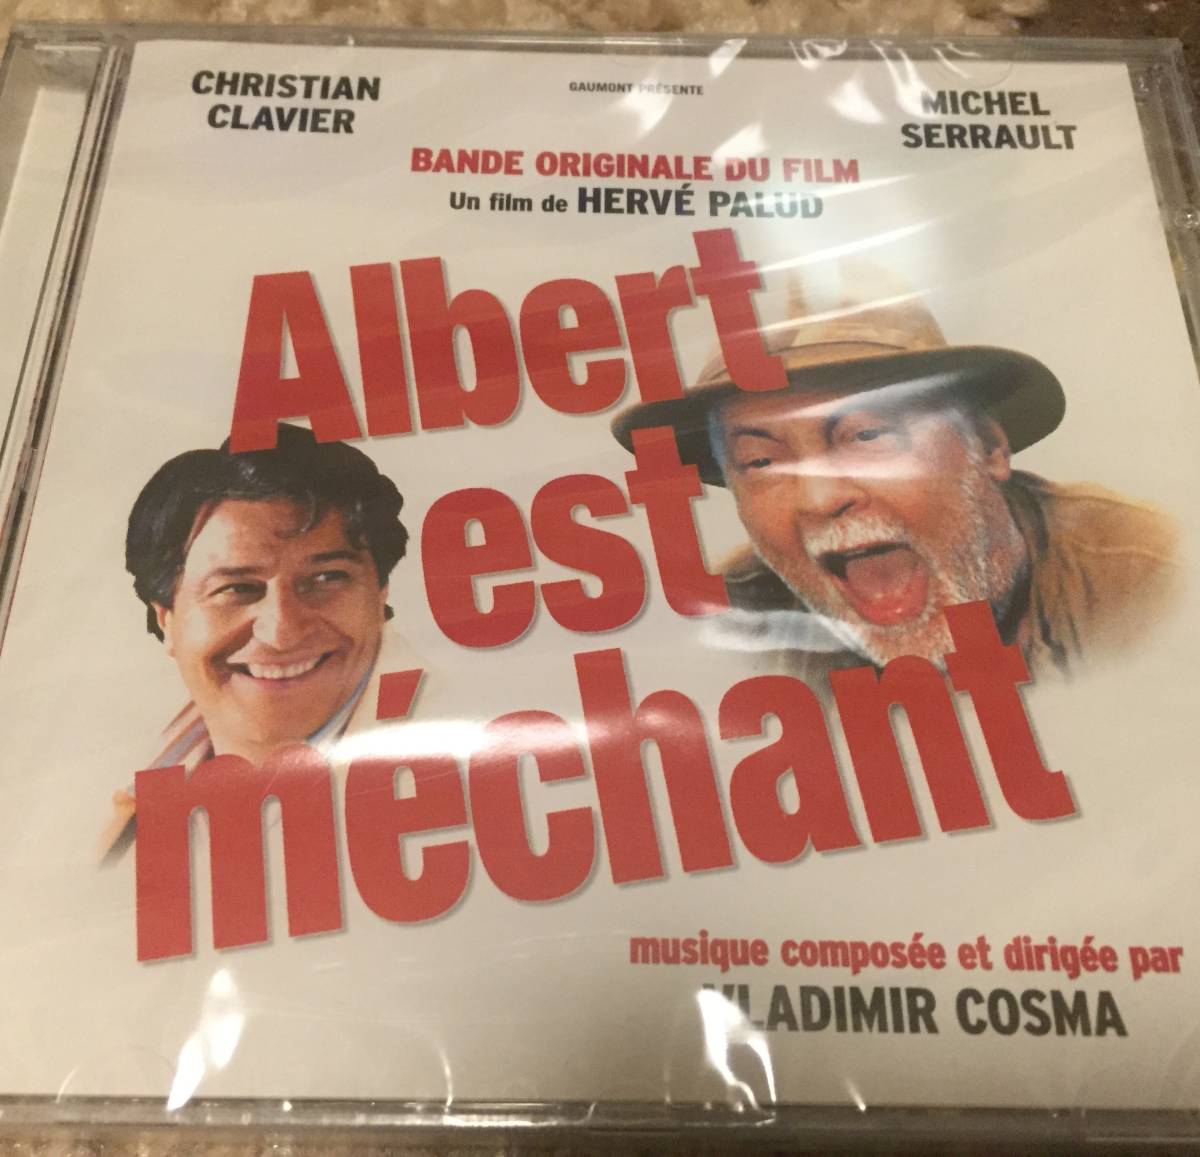 CHRISTIAN
CLAVIER
GAUMONT PRÉSENTE
MICHEL
SERRAULT
BANDE ORIGINALE DU FILM
Un film de HERVÉ PALUD
Albert
est
méchant
musique composée et dirigée par
VLADIMIR COSMA